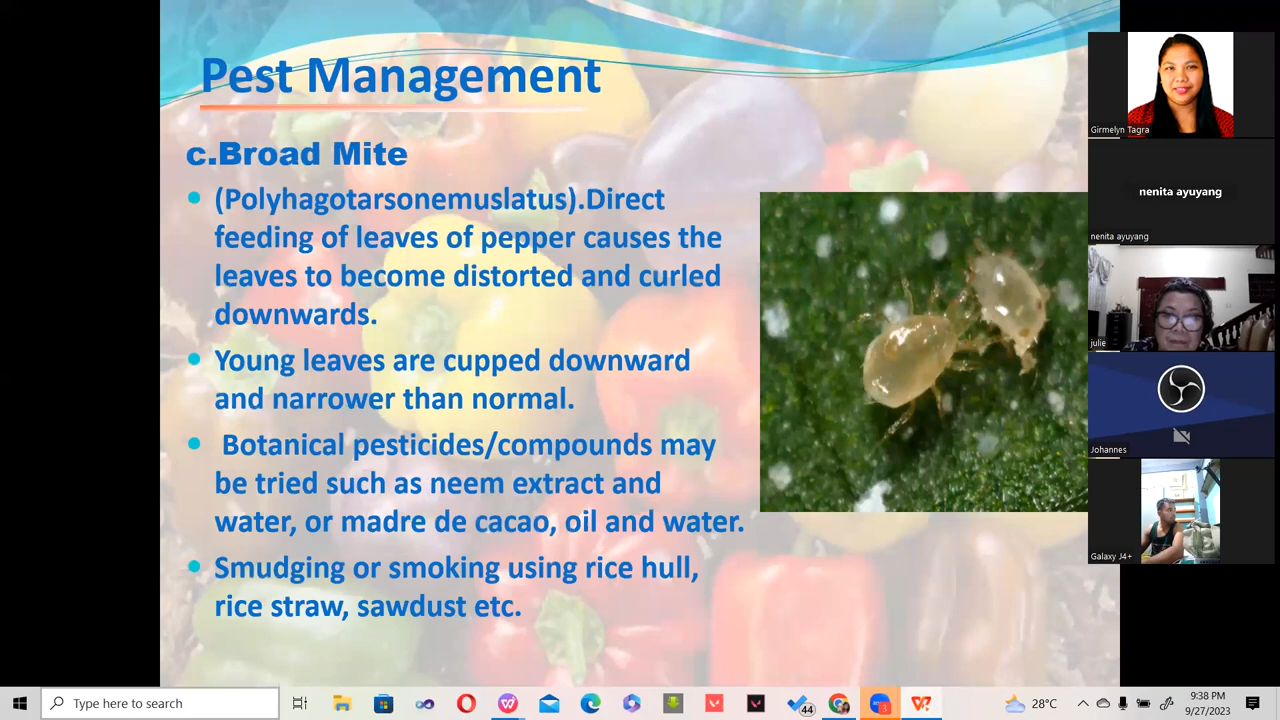 Pest Management
c.Broad Mite
(Polyhagotarsonemuslatus).Direct
feeding of leaves of pepper causes the
leaves to become distorted and curled
downwards.
Young leaves are cupped downward
and narrower than normal.
Botanical pesticides/compounds may
be tried such as neem extract and
water, or madre de cacao, oil and water.
Smudging or smoking using rice hull,
rice straw, sawdust etc.
Girmelyn Tagra
nenita ayuyang
nenita ayuyang
julie
Johannes
Galaxy J4+
Type here to search
44
3
28°C
9:38 PM
9/27/2023